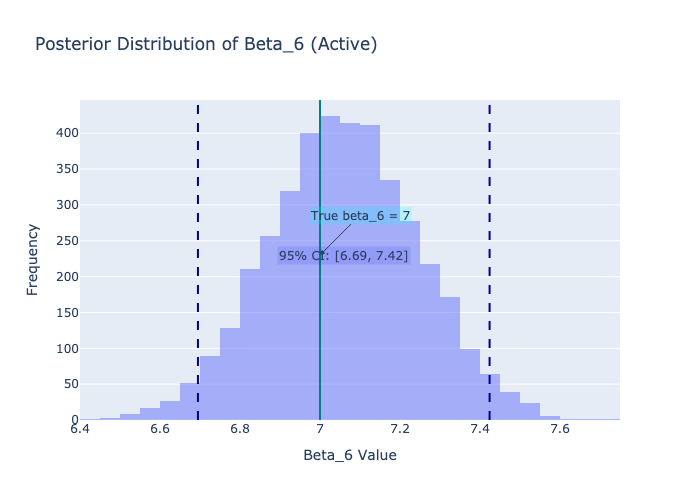 Posterior Distribution of Beta_6 (Active)
400
350
300
250
200
150
100
50
0
Frequency
True beta_6 = 7
95% CI: [6.69, 7.42]
6.4 6.6 6.8 7 7.2 7.4 7.6
Beta_6 Value